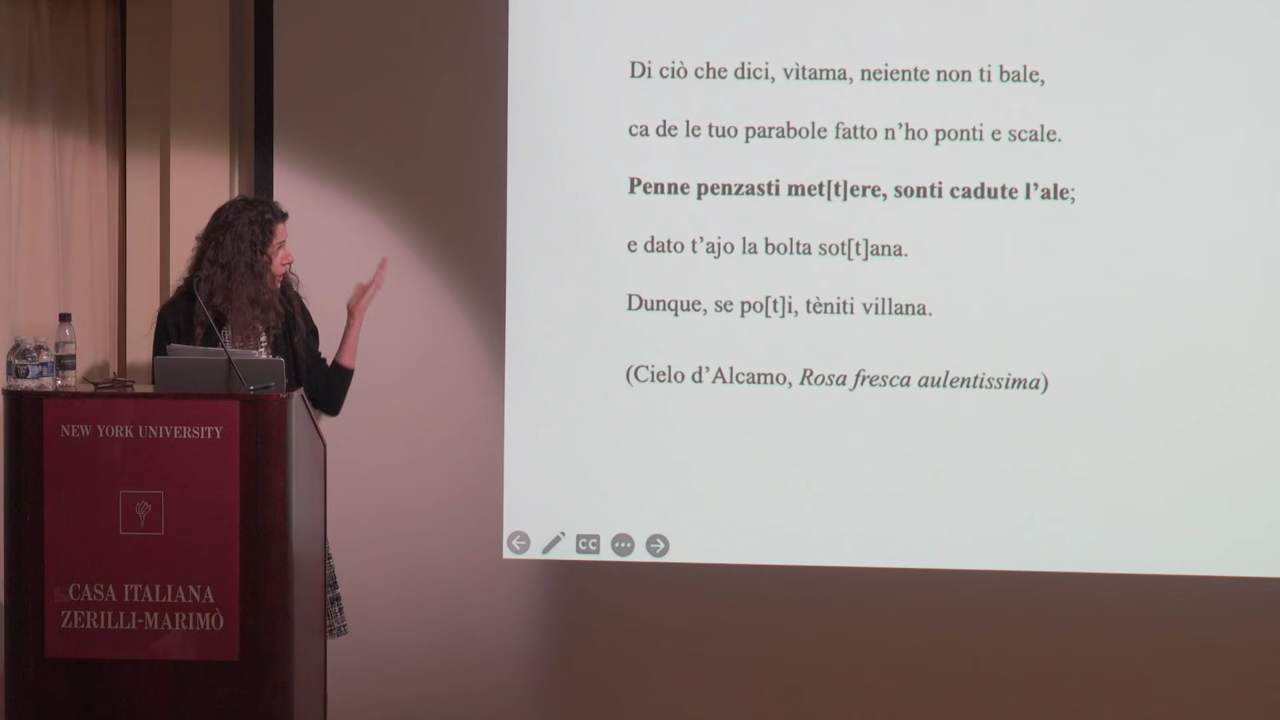 Di ciò che dici, vìtama, neiente non ti bale,
ca de le tuo parabole fatto n’ho ponti e scale.
Penne penzasti met[t]ere, sonti cadute l’ale;
e dato t’ajo la bolta sot[t]ana.
Dunque, se po[t]i, tèniti villana.
(Cielo d’Alcamo, Rosa fresca aulentissima)
CC
NEW YORK UNIVERSITY
CASA ITALIANA
ZERILLI-MARIMÒ